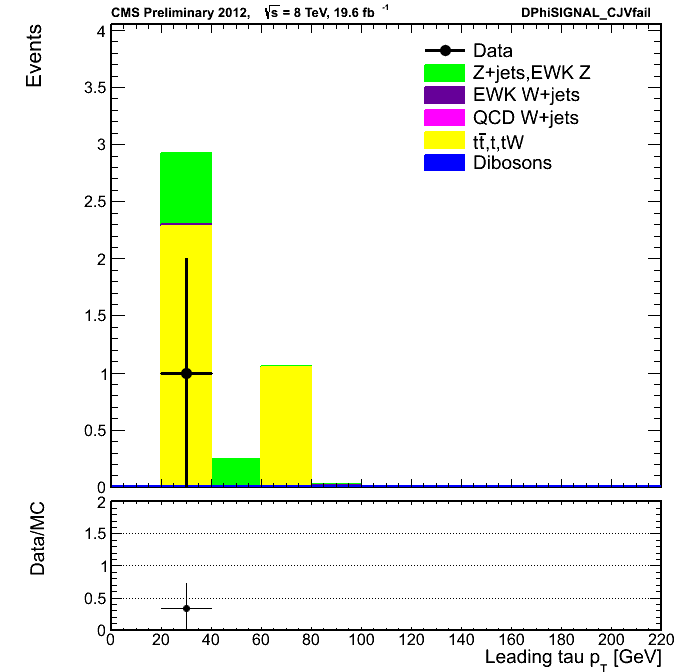 CMS Preliminary 2012, √s = 8 TeV, 19.6 fb⁻¹ DPhiSIGNAL_CJVfail
Events
4
3.5
3
2.5
2
1.5
1
0.5
0
Data
Z+jets,EWK Z
EWK W+jets
QCD W+jets
tt̅,t,tW
Dibosons
Data/MC
2
1.5
1
0.5
0
0 20 40 60 80 100 120 140 160 180 200 220
Leading tau p_T [GeV]